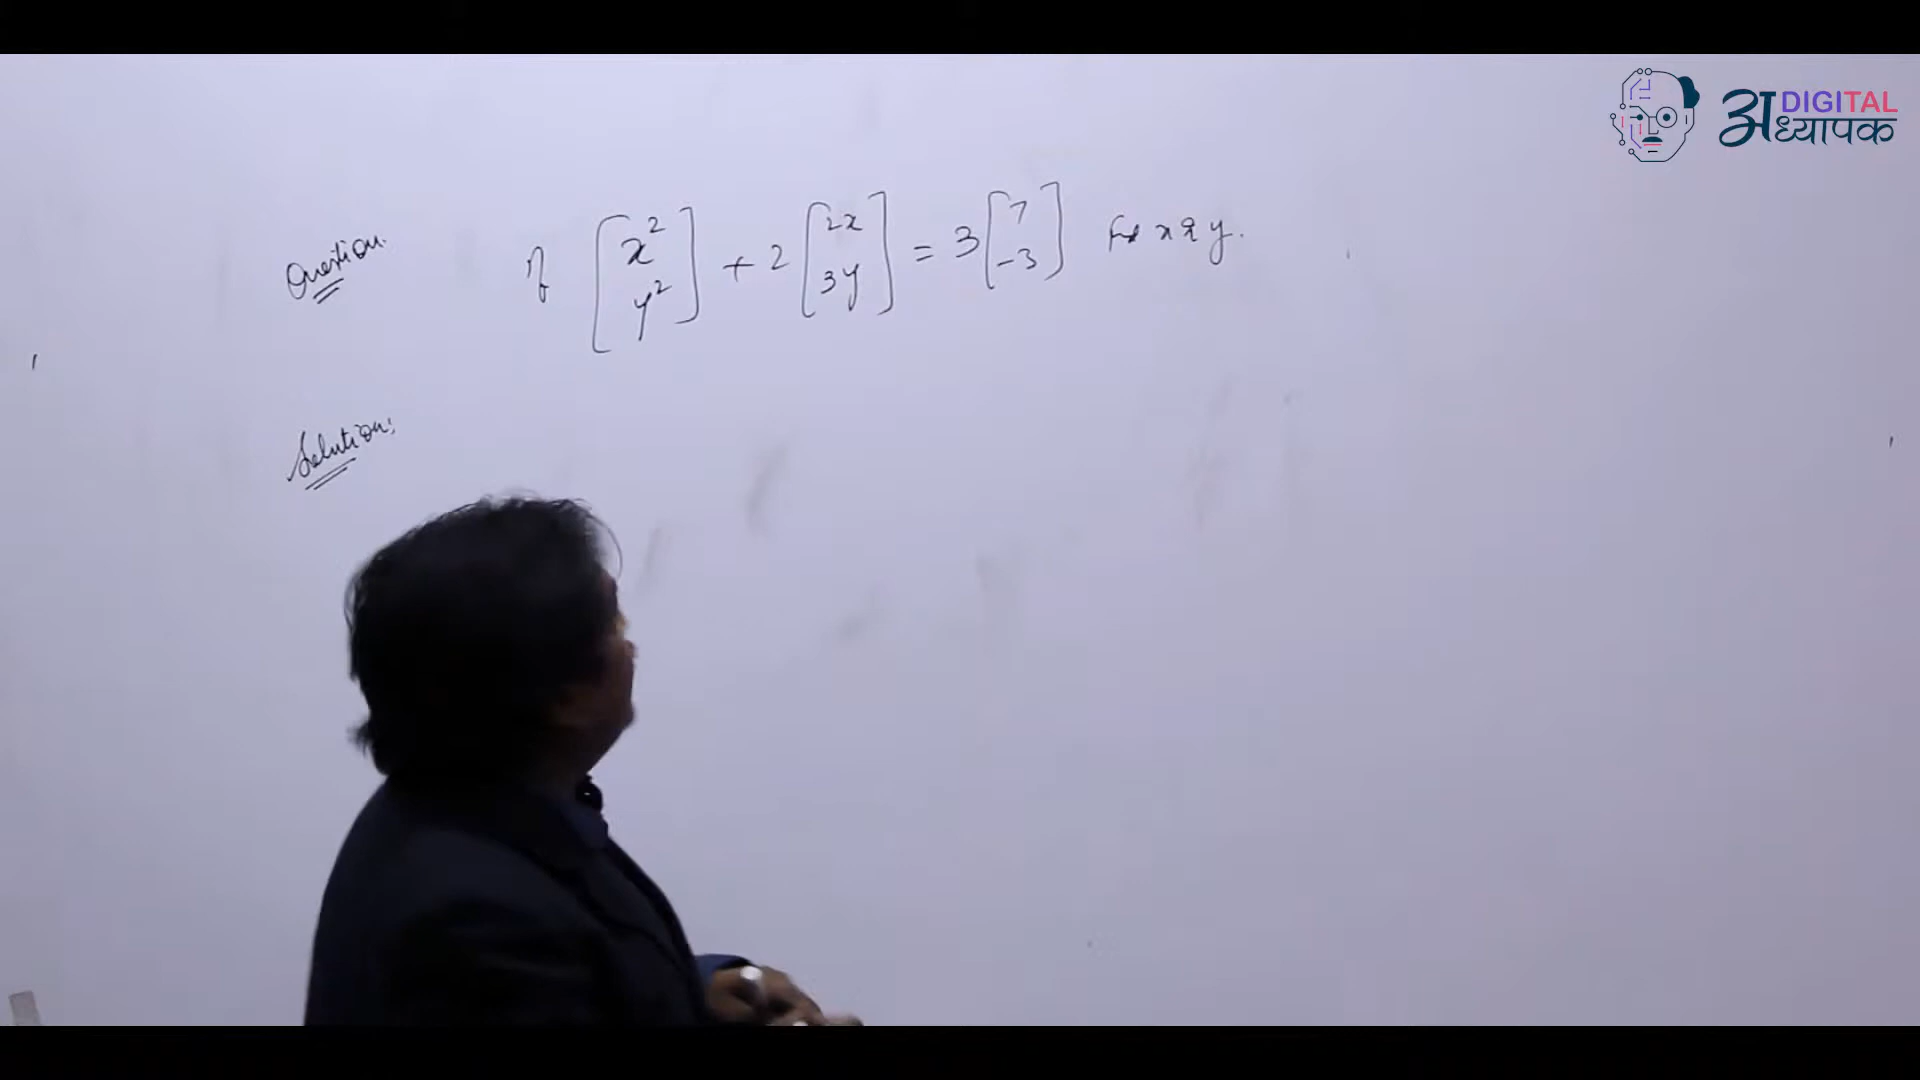 DIGITAL
अध्यापक
Question. If [x² y²] + 2 [2x 3y] = 3 [7 -3] Find x & y.
Solution: